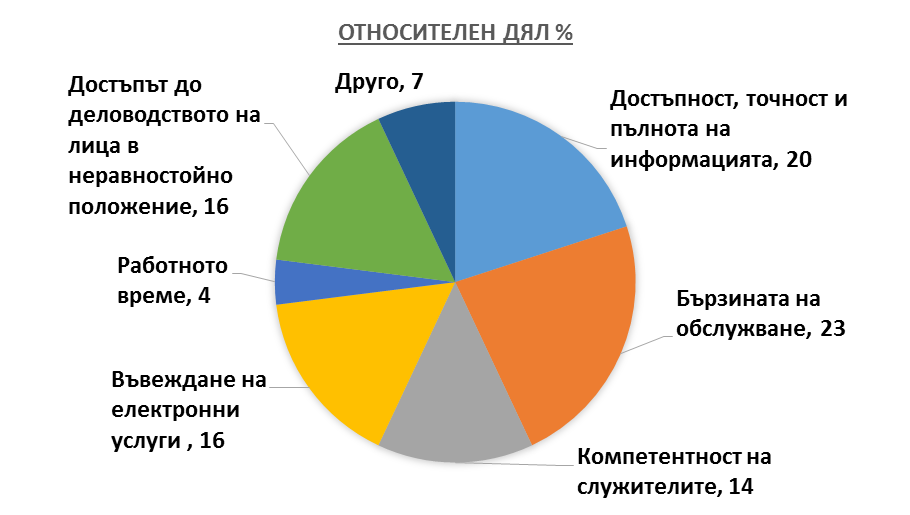 ОТНОСИТЕЛЕН ДЯЛ %
Друго, 7
Достъпност, точност и
пълнота на
информацията, 20
Бързината на
обслужване, 23
Компетентност на
служителите, 14
Въвеждане на
електронни
услуги , 16
Работното
време, 4
Достъпът до
деловодството на
лица в
неравностойно
положение, 16